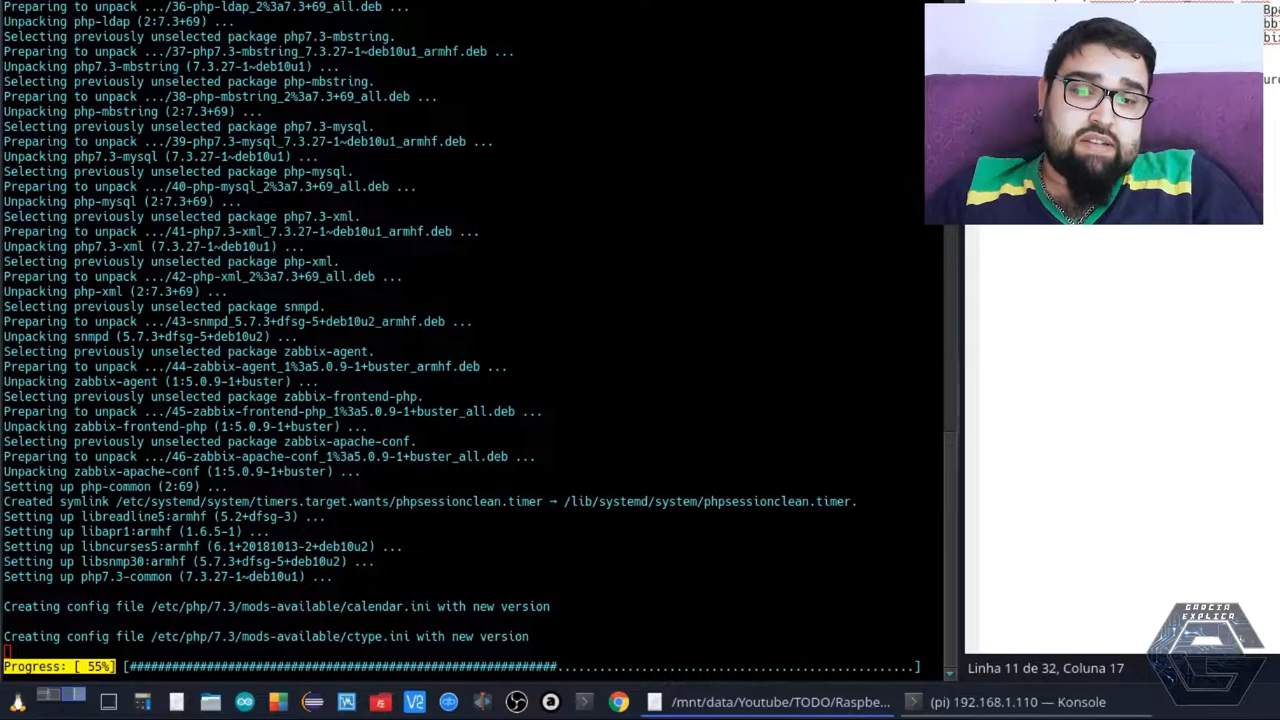 Preparing to unpack .../36-php-ldap_2%3a7.3+69_all.deb ...
Unpacking php-ldap (2:7.3+69) ...
Selecting previously unselected package php7.3-mbstring.
Preparing to unpack .../37-php7.3-mbstring_7.3.27-1~deb10u1_armhf.deb ...
Unpacking php7.3-mbstring (7.3.27-1~deb10u1) ...
Selecting previously unselected package php-mbstring.
Preparing to unpack .../38-php-mbstring_2%3a7.3+69_all.deb ...
Unpacking php-mbstring (2:7.3+69) ...
Selecting previously unselected package php7.3-mysql.
Preparing to unpack .../39-php7.3-mysql_7.3.27-1~deb10u1_armhf.deb ...
Unpacking php7.3-mysql (7.3.27-1~deb10u1) ...
Selecting previously unselected package php-mysql.
Preparing to unpack .../40-php-mysql_2%3a7.3+69_all.deb ...
Unpacking php-mysql (2:7.3+69) ...
Selecting previously unselected package php7.3-xml.
Preparing to unpack .../41-php7.3-xml_7.3.27-1~deb10u1_armhf.deb ...
Unpacking php7.3-xml (7.3.27-1~deb10u1) ...
Selecting previously unselected package php-xml.
Preparing to unpack .../42-php-xml_2%3a7.3+69_all.deb ...
Unpacking php-xml (2:7.3+69) ...
Selecting previously unselected package snmpd.
Preparing to unpack .../43-snmpd_5.7.3+dfsg-5+deb10u2_armhf.deb ...
Unpacking snmpd (5.7.3+dfsg-5+deb10u2) ...
Selecting previously unselected package zabbix-agent.
Preparing to unpack .../44-zabbix-agent_1%3a5.0.9-1+buster_armhf.deb ...
Unpacking zabbix-agent (1:5.0.9-1+buster) ...
Selecting previously unselected package zabbix-frontend-php.
Preparing to unpack .../45-zabbix-frontend-php_1%3a5.0.9-1+buster_all.deb ...
Unpacking zabbix-frontend-php (1:5.0.9-1+buster) ...
Selecting previously unselected package zabbix-apache-conf.
Preparing to unpack .../46-zabbix-apache-conf_1%3a5.0.9-1+buster_all.deb ...
Unpacking zabbix-apache-conf (1:5.0.9-1+buster) ...
Setting up php-common (2:69) ...
Created symlink /etc/systemd/system/timers.target.wants/phpsessionclean.timer → /lib/systemd/system/phpsessionclean.timer.
Setting up libreadline5:armhf (5.2+dfsg-3) ...
Setting up libapr1:armhf (1.6.5-1) ...
Setting up libncurses5:armhf (6.1+20181013-2+deb10u2) ...
Setting up libsnmp30:armhf (5.7.3+dfsg-5+deb10u2) ...
Setting up php7.3-common (7.3.27-1~deb10u1) ...
Creating config file /etc/php/7.3/mods-available/calendar.ini with new version
Creating config file /etc/php/7.3/mods-available/ctype.ini with new version
Progress: [ 55%]
GARCIA
EXPLICA
Linha 11 de 32, Coluna 17
/mnt/data/Youtube/TODO/Raspbe...
(pi) 192.168.1.110 — Konsole